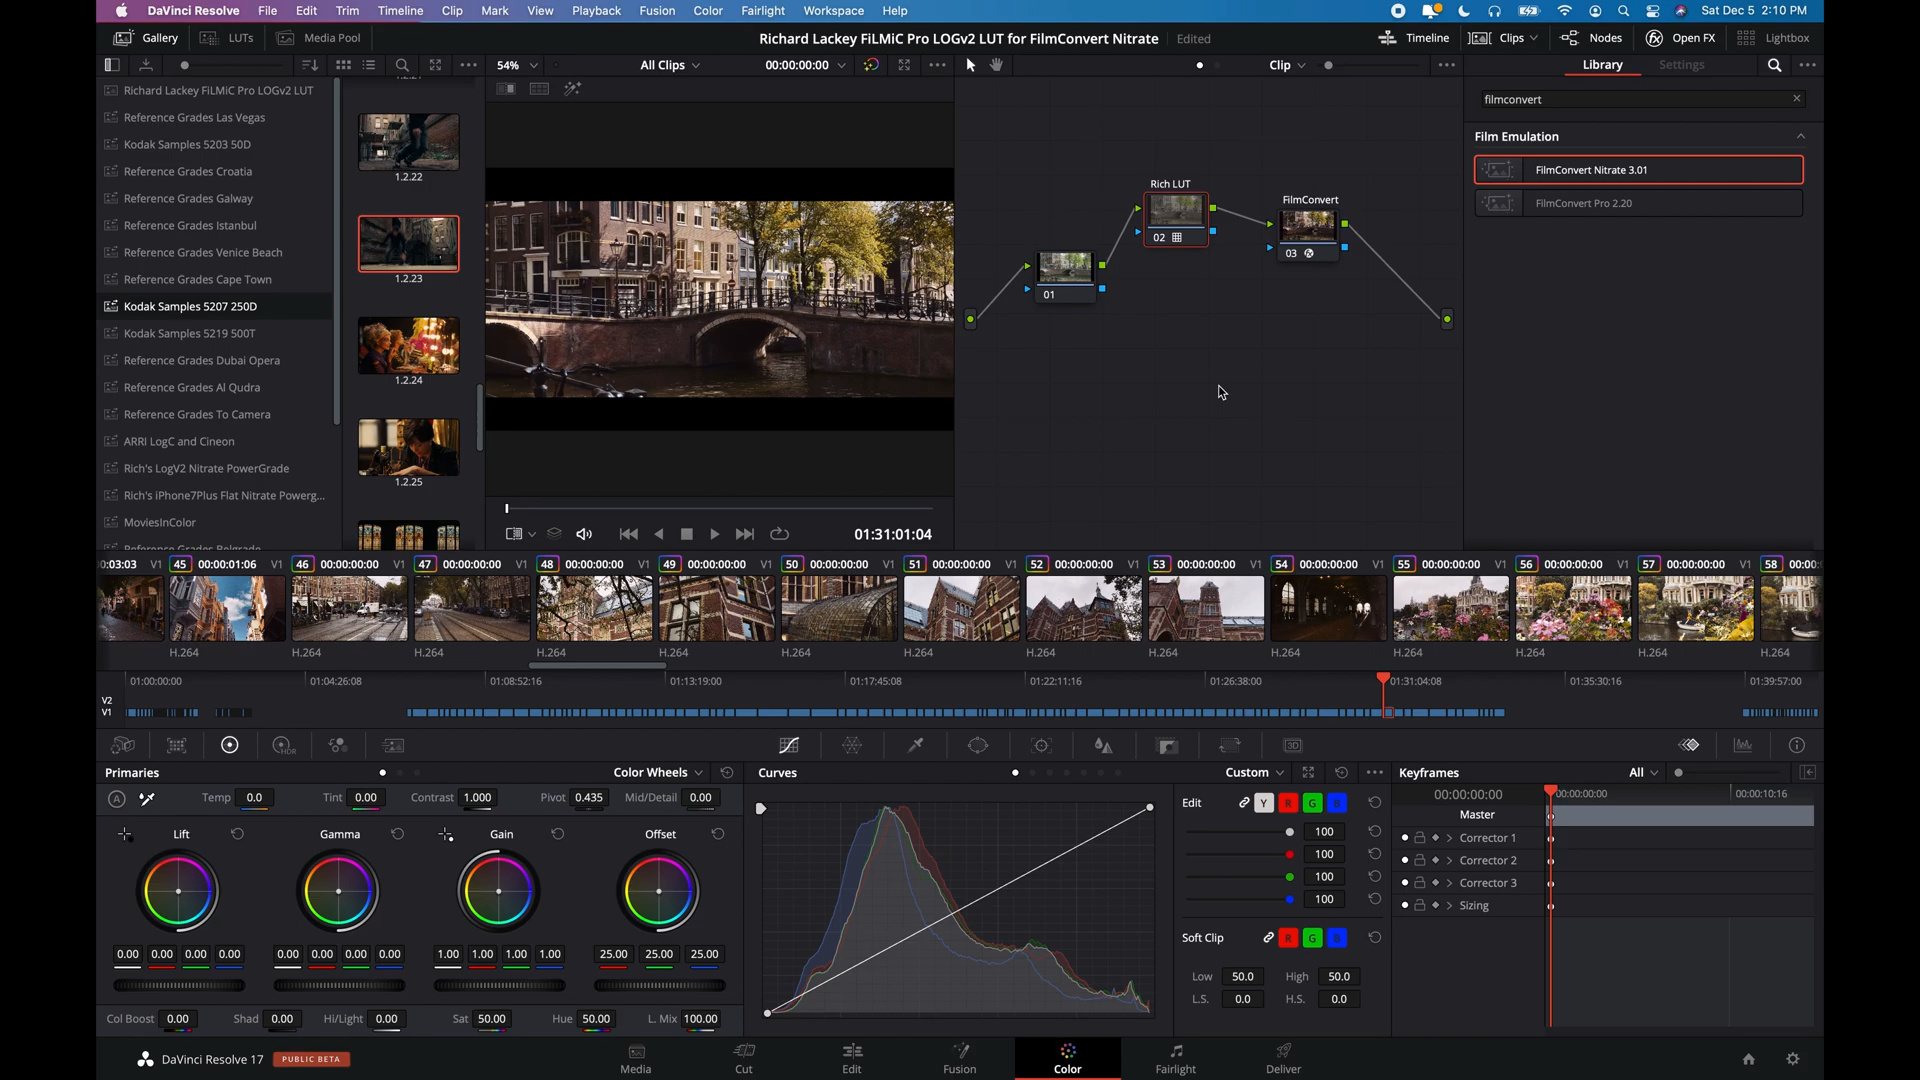 DaVinci Resolve File Edit Trim Timeline Clip Mark View Playback Fusion Color Fairlight Workspace Help Sat Dec 5 2:10 PM
Gallery LUTs Media Pool Richard Lackey FiLMiC Pro LOGv2 LUT for FilmConvert Nitrate Edited Timeline Clips Nodes Open FX Lightbox
54% All Clips 00:00:00:00 Clip Library Settings
Richard Lackey FiLMiC Pro LOGv2 LUT
Reference Grades Las Vegas
Kodak Samples 5203 50D
Reference Grades Croatia
Reference Grades Galway
Reference Grades Istanbul
Reference Grades Venice Beach
Reference Grades Cape Town
Kodak Samples 5207 250D
Kodak Samples 5219 500T
Reference Grades Dubai Opera
Reference Grades Al Qudra
Reference Grades To Camera
ARRI LogC and Cineon
Rich's LogV2 Nitrate PowerGrade
Rich's iPhone7Plus Flat Nitrate Powerg...
MoviesInColor
Reference Grades Belgrade
1.2.22
1.2.23
1.2.24
1.2.25
Rich LUT
02
FilmConvert
03
01
filmconvert
Film Emulation
FilmConvert Nitrate 3.01
FilmConvert Pro 2.20
01:31:01:04
0:03:03 V1 45 00:00:01:06 V1 46 00:00:00:00 V1 47 00:00:00:00 V1 48 00:00:00:00 V1 49 00:00:00:00 V1 50 00:00:00:00 V1 51 00:00:00:00 V1 52 00:00:00:00 V1 53 00:00:00:00 V1 54 00:00:00:00 V1 55 00:00:00:00 V1 56 00:00:00:00 V1 57 00:00:00:00 V1 58 00:00:
H.264 H.264 H.264 H.264 H.264 H.264 H.264 H.264 H.264 H.264 H.264 H.264 H.264 H.264
01:00:00:00 01:04:26:08 01:08:52:16 01:13:19:00 01:17:45:08 01:22:11:16 01:26:38:00 01:31:04:08 01:35:30:16 01:39:57:00
V2
V1
HDR 3D
Primaries Color Wheels
A Temp 0.0 Tint 0.00 Contrast 1.000 Pivot 0.435 Mid/Detail 0.00
Lift Gamma Gain Offset
0.00 0.00 0.00 0.00 0.00 0.00 0.00 0.00 1.00 1.00 1.00 1.00 25.00 25.00 25.00
Col Boost 0.00 Shad 0.00 Hi/Light 0.00 Sat 50.00 Hue 50.00 L. Mix 100.00
Curves Custom
Edit Y R G B
100
100
100
100
Soft Clip R G B
Low 50.0 High 50.0
L.S. 0.0 H.S. 0.0
Keyframes All
00:00:00:00 00:00:00:00 00:00:10:16
Master
Corrector 1
Corrector 2
Corrector 3
Sizing
DaVinci Resolve 17 PUBLIC BETA
Media Cut Edit Fusion Color Fairlight Deliver